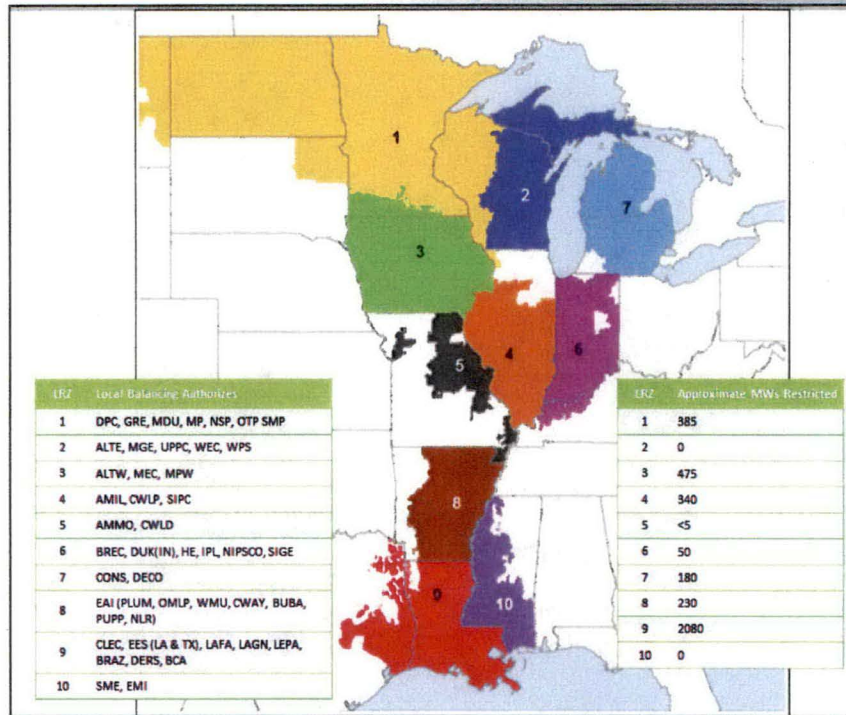 1
2
7
3
4
6
5
8
9
10
LRZ Local Balancing Authorizes
1 DPC, GRE, MDU, MP, NSP, OTP SMP
2 ALTE, MGE, UPPC, WEC, WPS
3 ALTW, MEC, MPW
4 AMIL, CWLP, SIPC
5 AMMO, CWLD
6 BREC, DUK(IN), HE, IPL, NIPSCO, SIGE
7 CONS, DECO
8 EAI (PLUM, OMLP, WMU, CWAY, BUBA,
PUPP, NLR)
9 CLEC, EES (LA & TX), LAFA, LAGN, LEPA,
BRAZ, DERS, BCA
10 SME, EMI
LRZ Approximate MWs Restricted
1 385
2 0
3 475
4 340
5 <5
6 50
7 180
8 230
9 2080
10 0